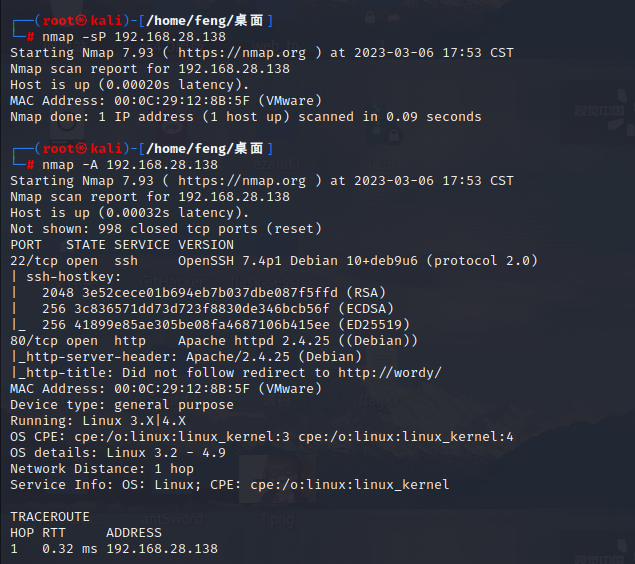 ┌──(root㉿kali)-[/home/feng/桌面]
└─# nmap -sP 192.168.28.138
Starting Nmap 7.93 ( https://nmap.org ) at 2023-03-06 17:53 CST
Nmap scan report for 192.168.28.138
Host is up (0.00020s latency).
MAC Address: 00:0C:29:12:8B:5F (VMware)
Nmap done: 1 IP address (1 host up) scanned in 0.09 seconds
┌──(root㉿kali)-[/home/feng/桌面]
└─# nmap -A 192.168.28.138
Starting Nmap 7.93 ( https://nmap.org ) at 2023-03-06 17:53 CST
Nmap scan report for 192.168.28.138
Host is up (0.00032s latency).
Not shown: 998 closed tcp ports (reset)
PORT   STATE SERVICE VERSION
22/tcp open  ssh     OpenSSH 7.4p1 Debian 10+deb9u6 (protocol 2.0)
| ssh-hostkey:
|   2048 3e52cece01b694eb7b037dbe087f5ffd (RSA)
|   256 3c836571dd73d723f8830de346bcb56f (ECDSA)
|_  256 41899e85ae305be08fa4687106b415ee (ED25519)
80/tcp open  http    Apache httpd 2.4.25 ((Debian))
|_http-server-header: Apache/2.4.25 (Debian)
|_http-title: Did not follow redirect to http://wordy/
MAC Address: 00:0C:29:12:8B:5F (VMware)
Device type: general purpose
Running: Linux 3.X|4.X
OS CPE: cpe:/o:linux:linux_kernel:3 cpe:/o:linux:linux_kernel:4
OS details: Linux 3.2 - 4.9
Network Distance: 1 hop
Service Info: OS: Linux; CPE: cpe:/o:linux:linux_kernel
TRACEROUTE
HOP RTT     ADDRESS
1   0.32 ms 192.168.28.138